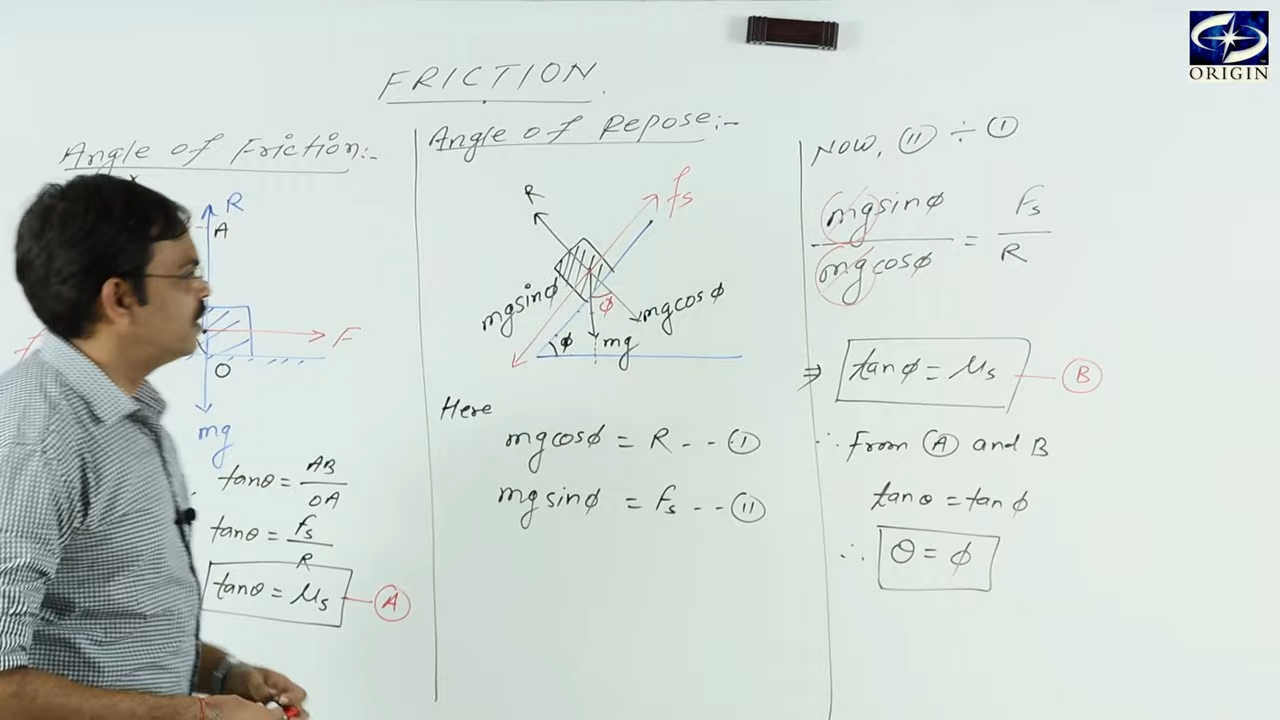 ORIGIN
FRICTION.
Angle of Friction:-
R
A
F
O
mg
tanθ = AB/OA
tanθ = fs/R
tanθ = μs — A
Angle of Repose:-
fs
R
mgsinφ
φ
mgcosφ
φ
mg
Here
mgcosφ = R -- I
mgsinφ = fs -- II
Now, II ÷ I
mgsinφ/mgcosφ = fs/R
⇒ tanφ = μs — B
∴ From A and B
tanθ = tanφ
∴ θ = φ